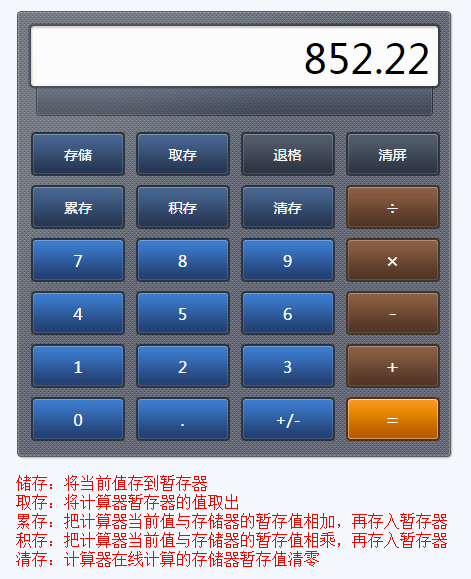 852.22
存储 取存 退格 清屏
累存 积存 清存 ÷
7 8 9 ×
4 5 6 -
1 2 3 +
0 . +/- =
储存：将当前值存到暂存器
取存：将计算器暂存器的值取出
累存：把计算器当前值与存储器的暂存值相加，再存入暂存器
积存：把计算器当前值与存储器的暂存值相乘，再存入暂存器
清存：计算器在线计算的存储器暂存值清零